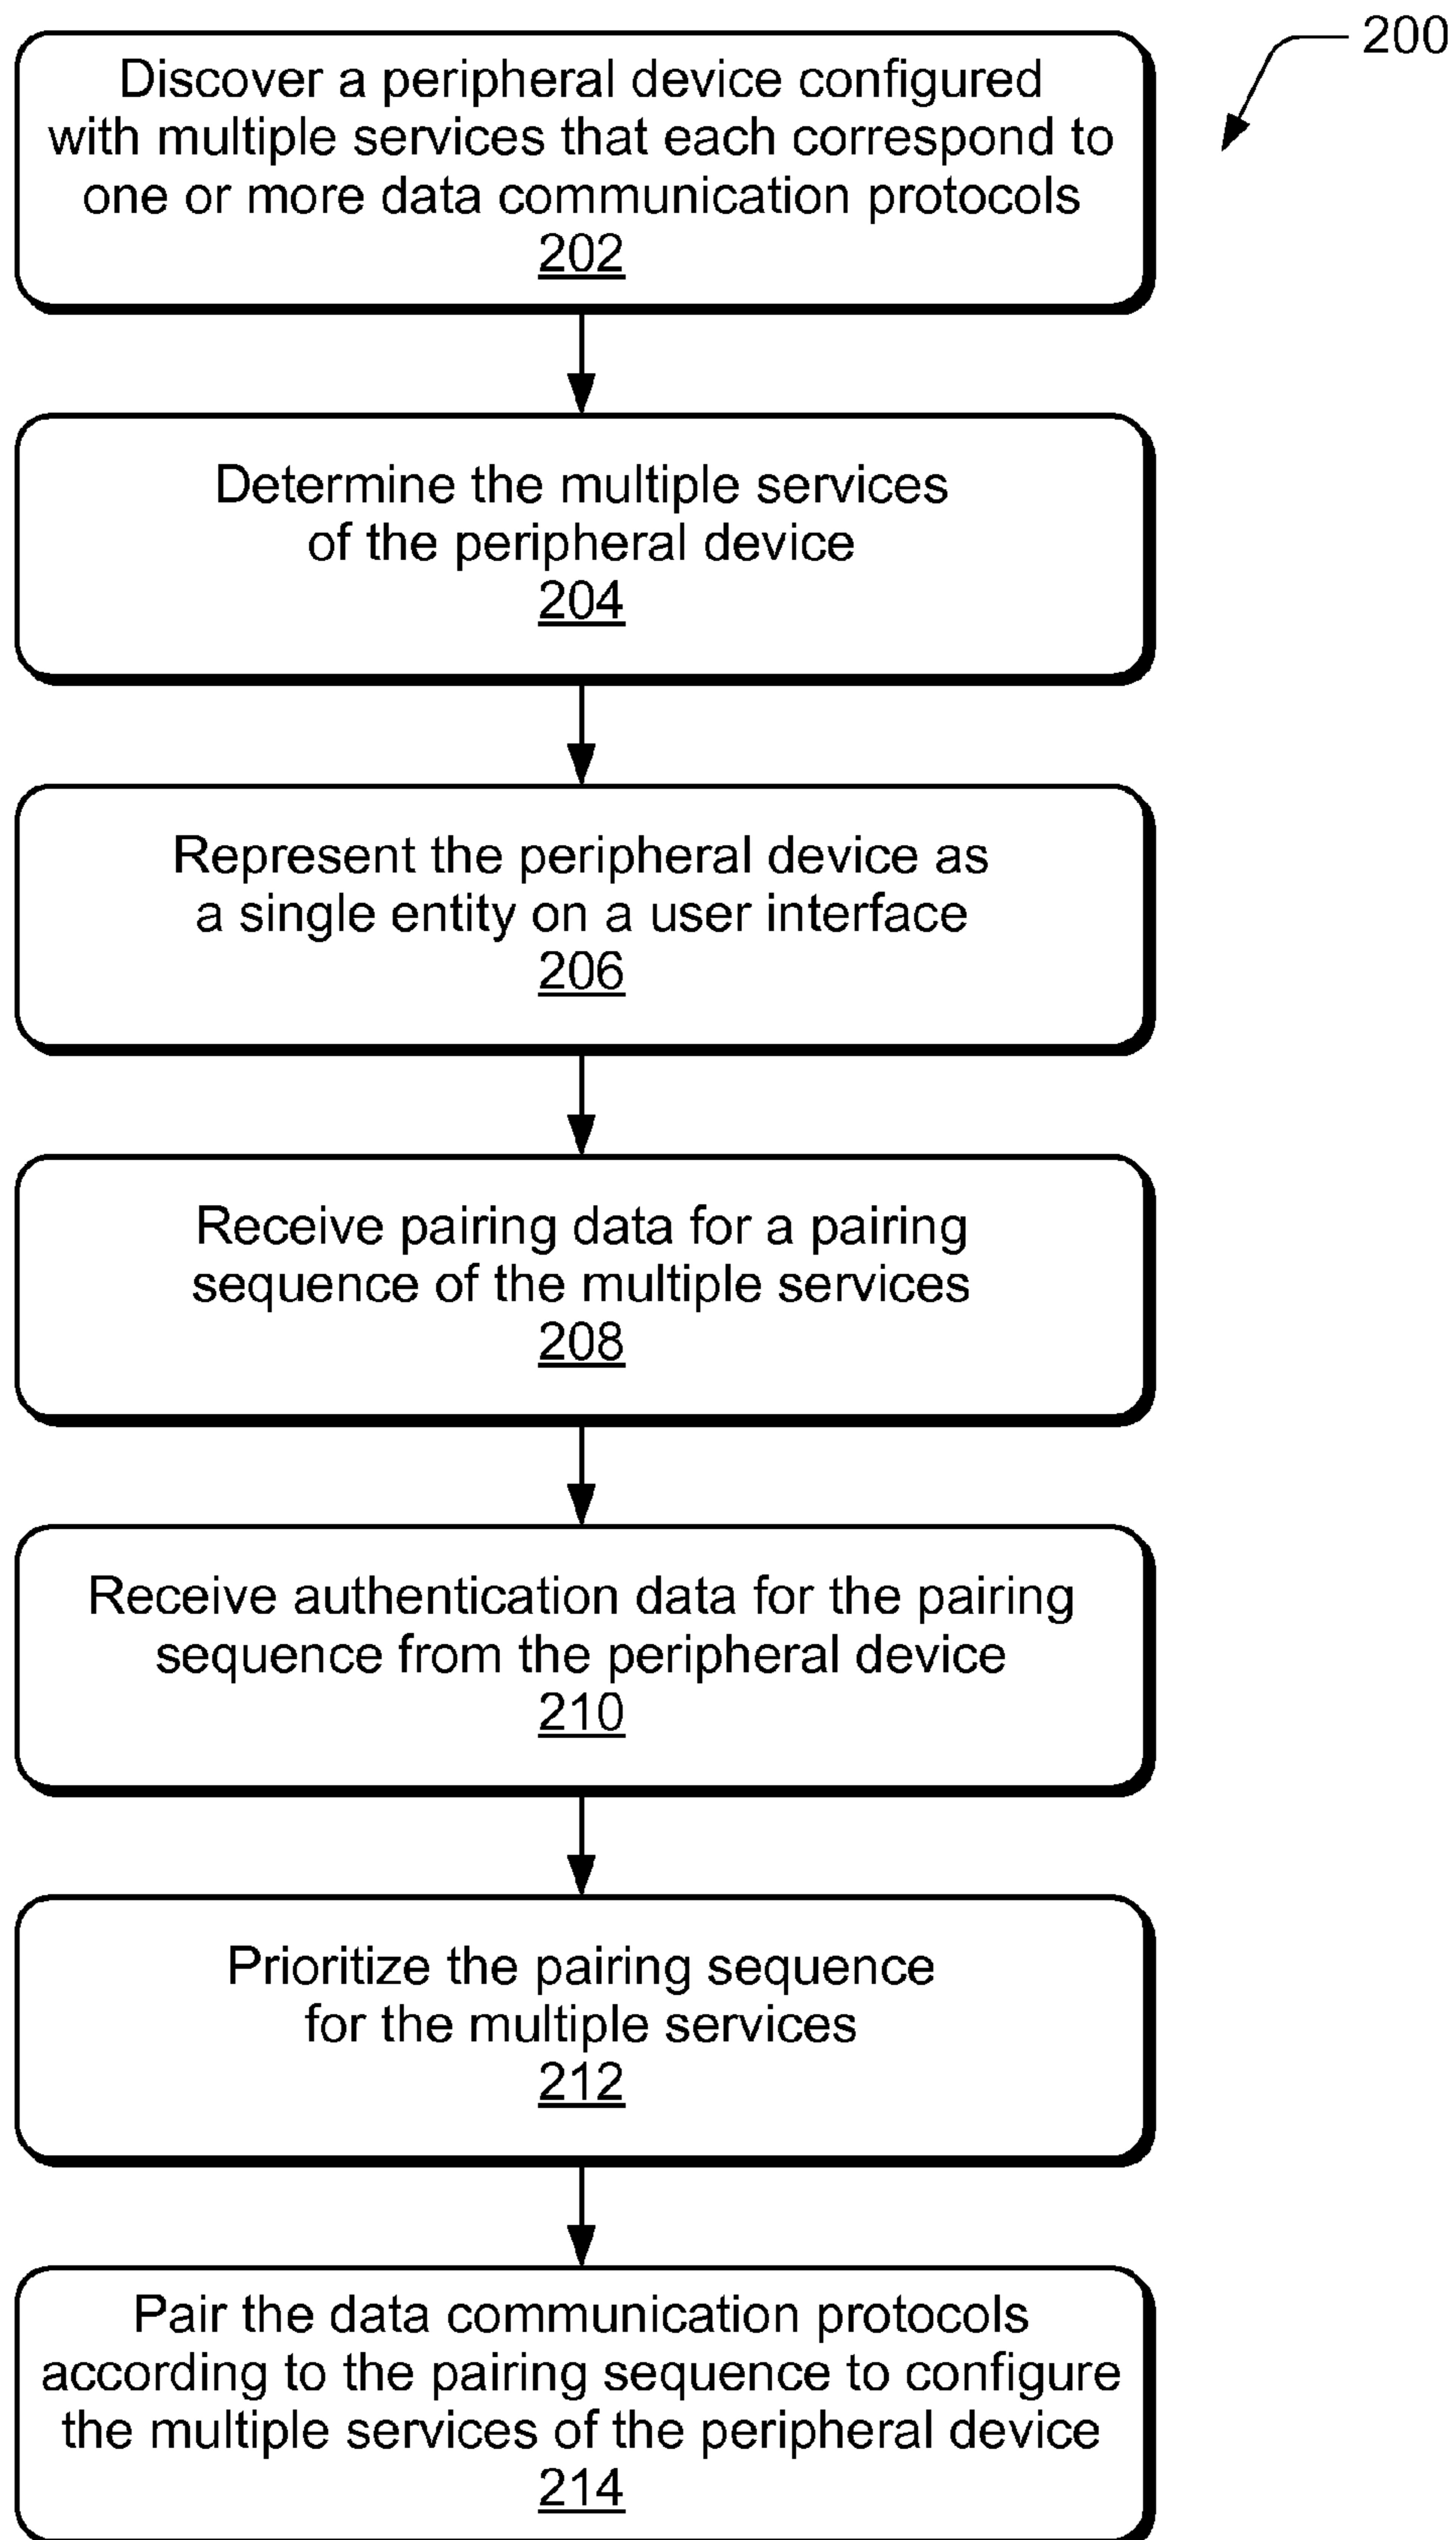 200
Discover a peripheral device configured
with multiple services that each correspond to
one or more data communication protocols
202
Determine the multiple services
of the peripheral device
204
Represent the peripheral device as
a single entity on a user interface
206
Receive pairing data for a pairing
sequence of the multiple services
208
Receive authentication data for the pairing
sequence from the peripheral device
210
Prioritize the pairing sequence
for the multiple services
212
Pair the data communication protocols
according to the pairing sequence to configure
the multiple services of the peripheral device
214